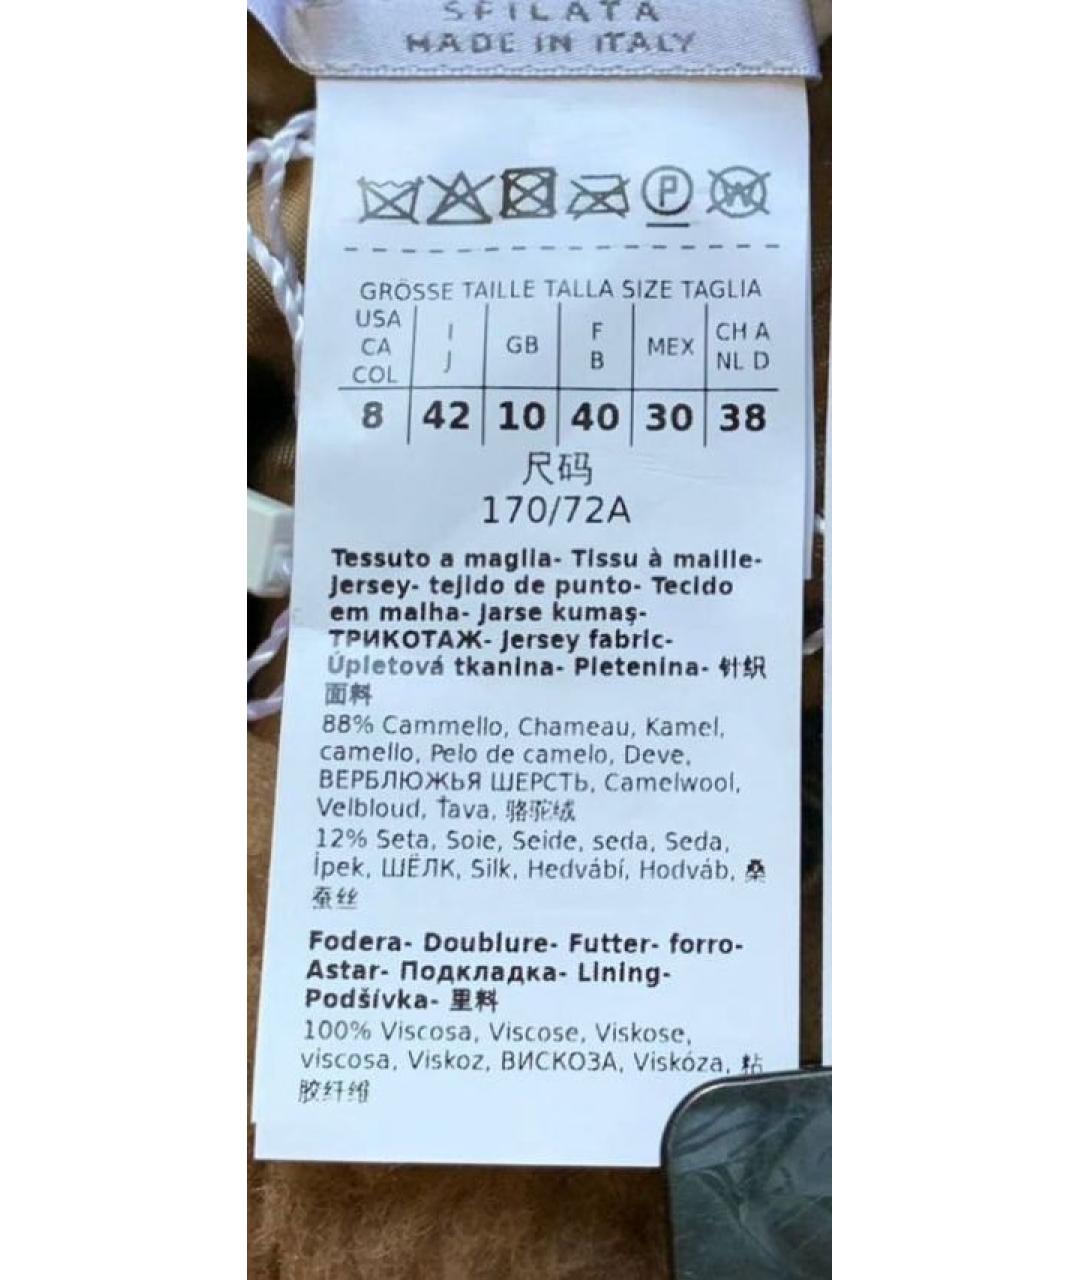 SFILATA
MADE IN ITALY
P W
GRÖSSE TAILLE TALLA SIZE TAGLIA
USA CA COL I J GB F B MEX CH A NL D
8 42 10 40 30 38
尺码
170/72A
Tessuto a maglia- Tissu à maille-
Jersey- tejido de punto- Tecido
em malha- Jarse kumaş-
ТРИКОТАЖ- Jersey fabric-
Úpletová tkanina- Pletenina- 针织
面料
88% Cammello, Chameau, Kamel,
camello, Pelo de camelo, Deve,
ВЕРБЛЮЖЬЯ ШЕРСТЬ, Camelwool,
Velbloud, Ťava, 骆驼绒
12% Seta, Soie, Seide, seda, Seda,
İpek, ШЁЛК, Silk, Hedvábí, Hodváb, 桑
蚕丝
Fodera- Doublure- Futter- forro-
Astar- Подкладка- Lining-
Podšívka- 里料
100% Viscosa, Viscose, Viskose,
viscosa, Viskoz, ВИСКОЗА, Viskóza, 粘
胶纤维